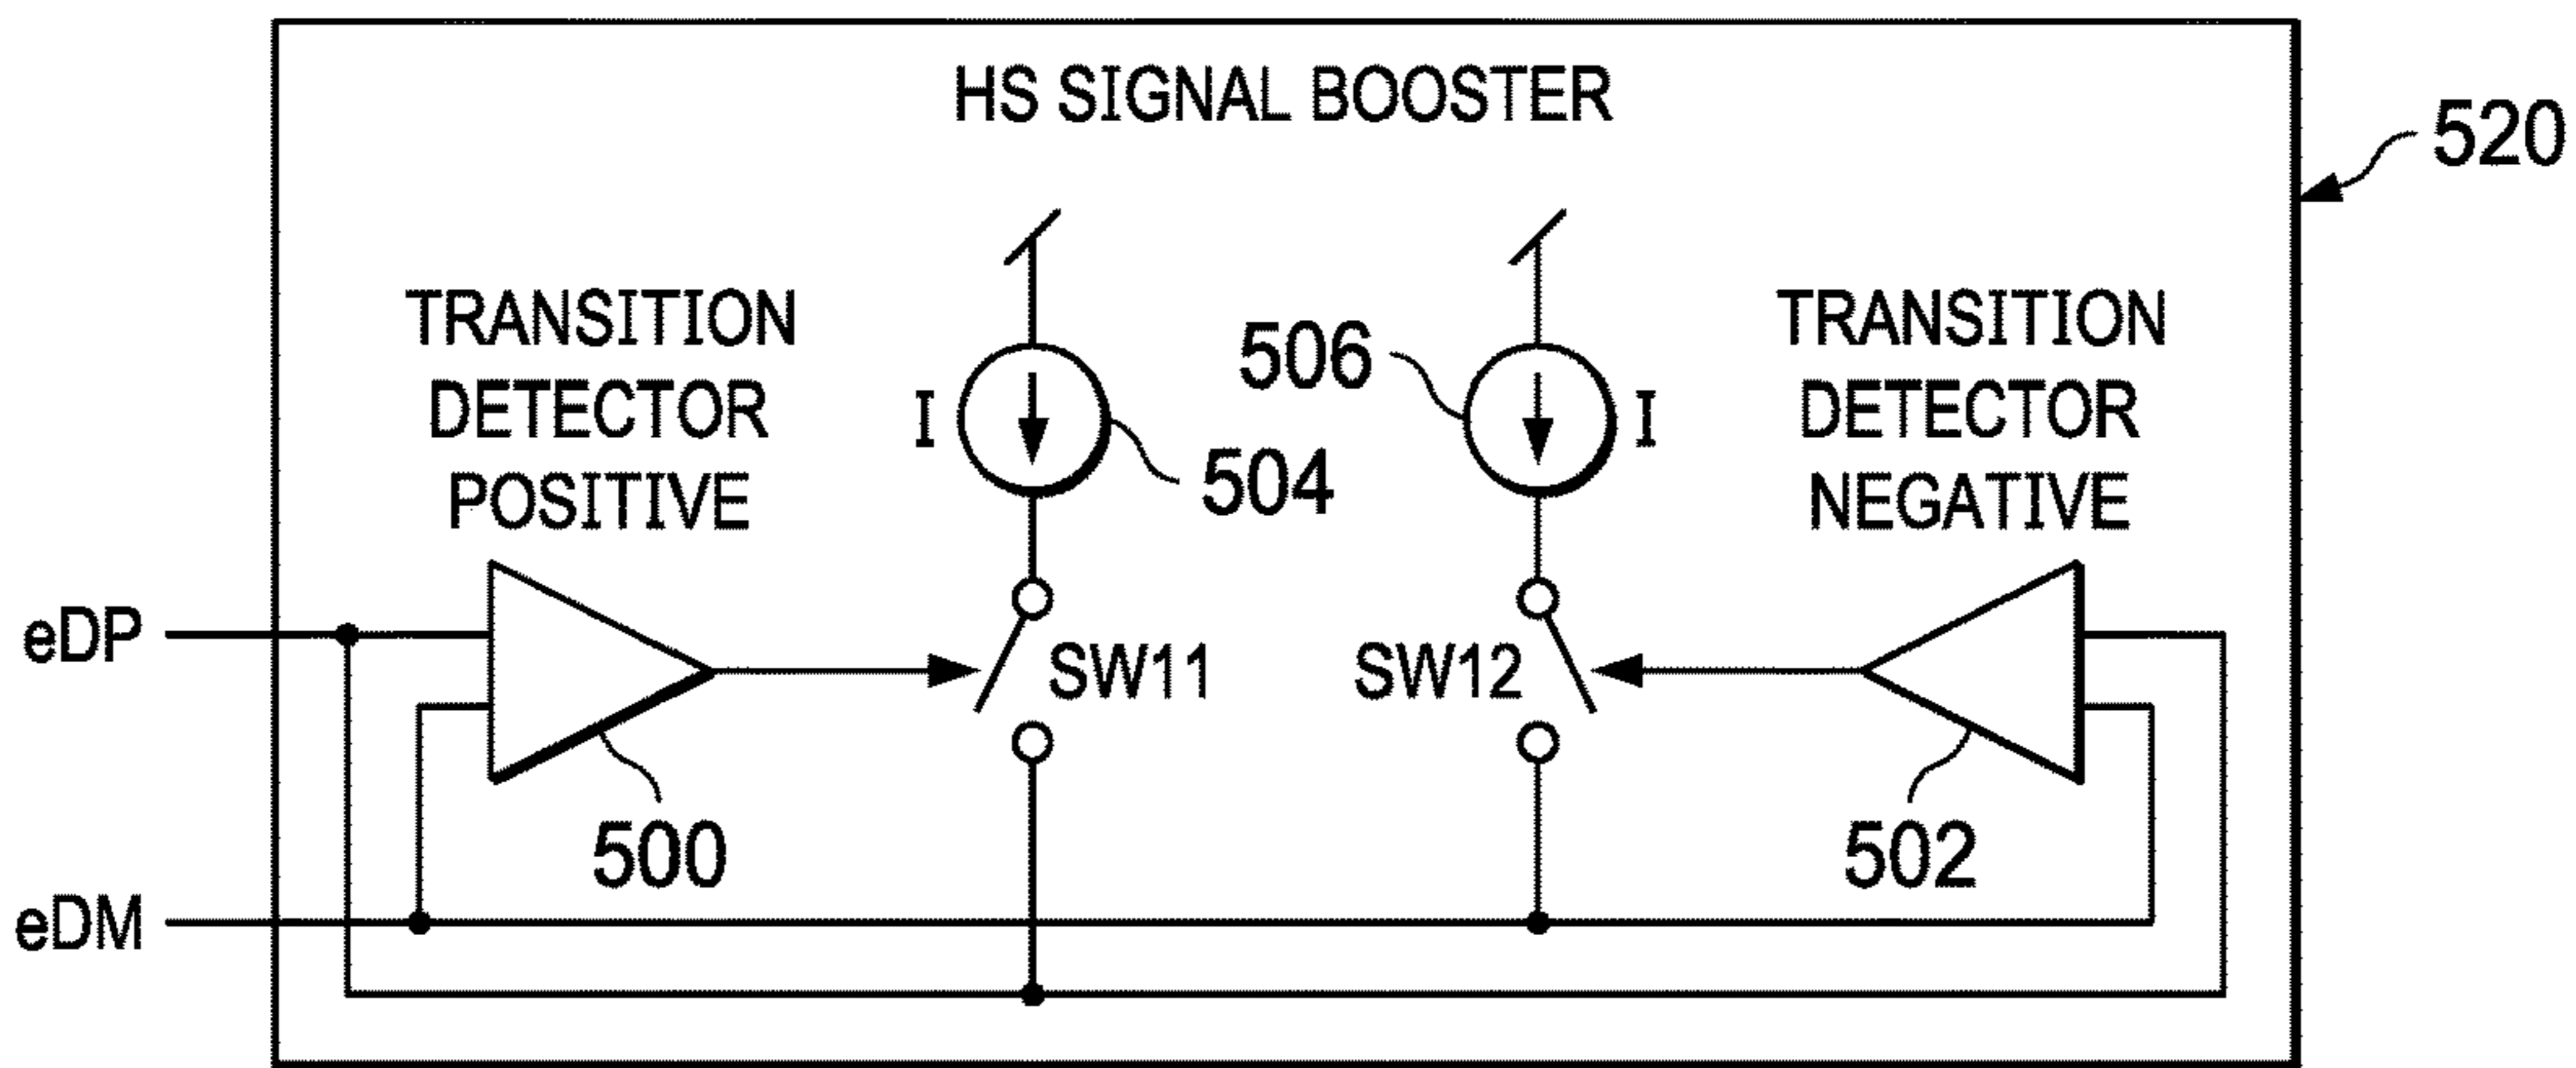 HS SIGNAL BOOSTER
520
TRANSITION
DETECTOR
POSITIVE
I
504
506
I
TRANSITION
DETECTOR
NEGATIVE
eDP
SW11
SW12
500
502
eDM